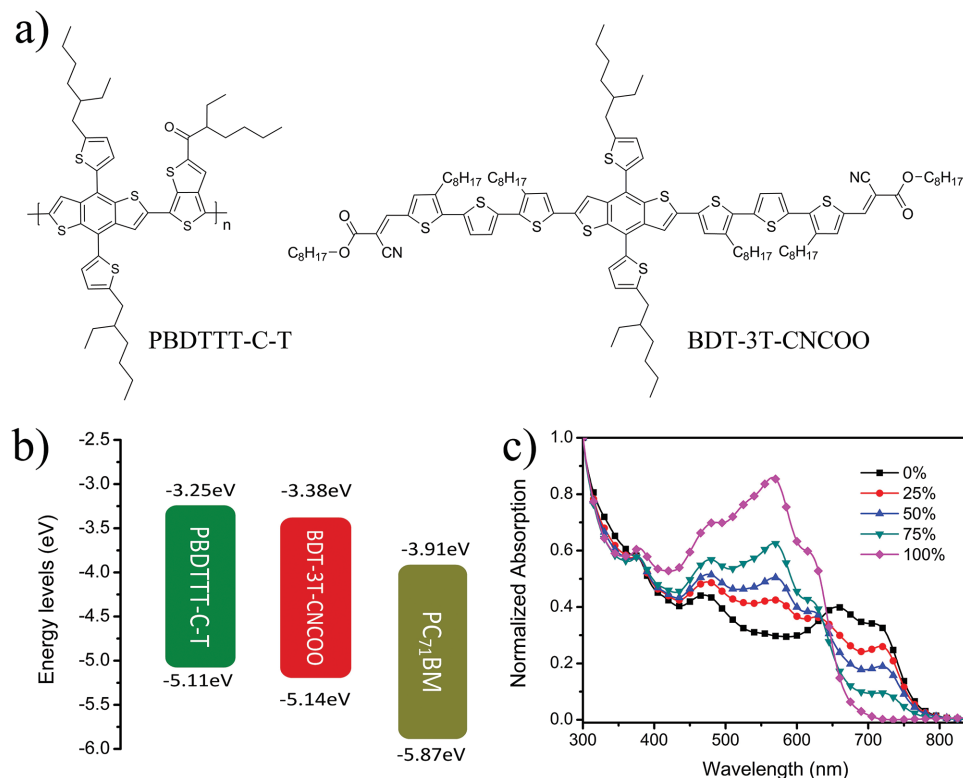 a)
O
S
S
S
S
S
S
n
PBDTTT-C-T
C8H17
C8H17
C8H17
O
O
CN
S
S
S
S
S
S
S
S
S
S
C8H17
C8H17
CN
O
O
C8H17
BDT-3T-CNCOO
b)
Energy levels (eV)
-2.5
-3.0
-3.5
-4.0
-4.5
-5.0
-5.5
-6.0
-3.25eV
PBDTTT-C-T
-5.11eV
-3.38eV
BDT-3T-CNCOO
-5.14eV
-3.91eV
PC71BM
-5.87eV
c)
Normalized Absorption
1.0
0.8
0.6
0.4
0.2
0.0
300
400
500
600
700
800
Wavelength (nm)
0%
25%
50%
75%
100%